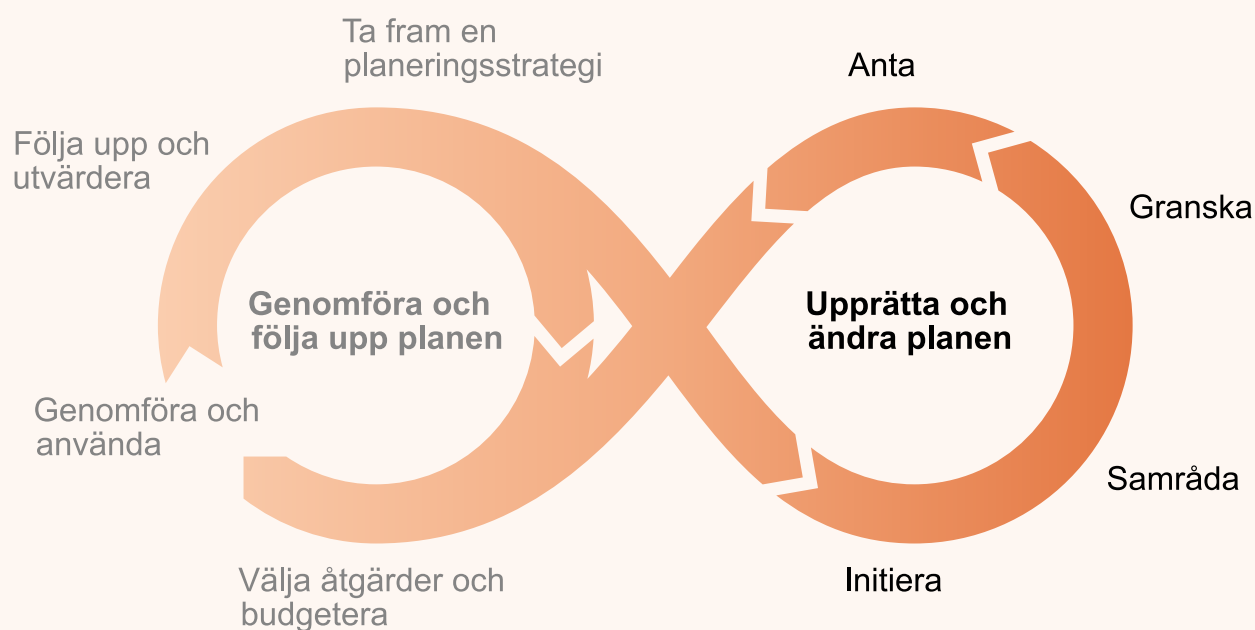 Ta fram en
planeringsstrategi
Anta
Följa upp och
utvärdera
Granska
Genomföra och
följa upp planen
Upprätta och
ändra planen
Genomföra och
använda
Samråda
Välja åtgärder och
budgetera
Initiera